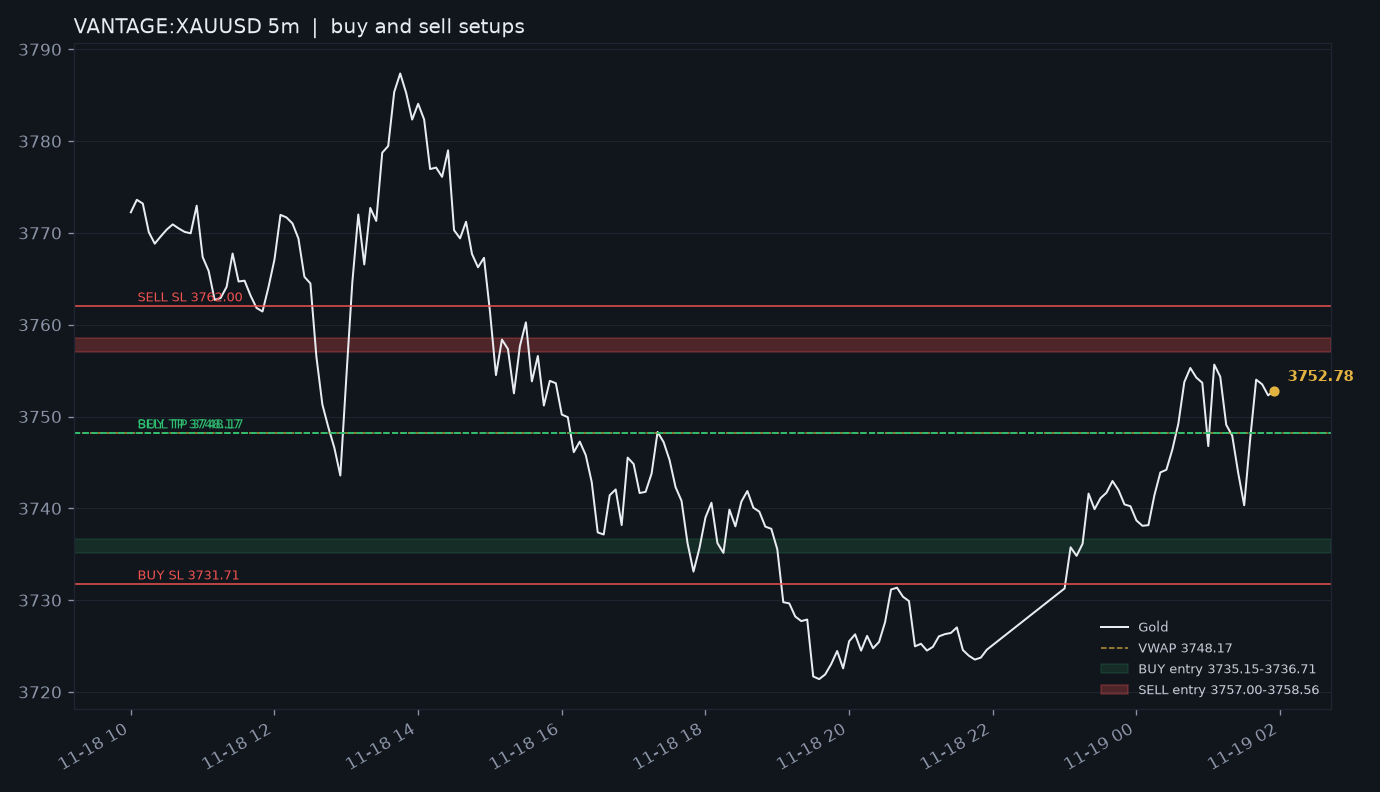 VANTAGE:XAUUSD 5m | buy and sell setups
3790
3780
3770
SELL SL 3762.00
3760
3752.78
3750
3740
BUY SL 3731.71
3730
Gold
VWAP 3748.17
BUY entry 3735.15-3736.71
SELL entry 3757.00-3758.56
3720
11-18 10
11-18 12
11-18 14
11-18 16
11-18 18
11-18 20
11-18 22
11-19 00
11-19 02